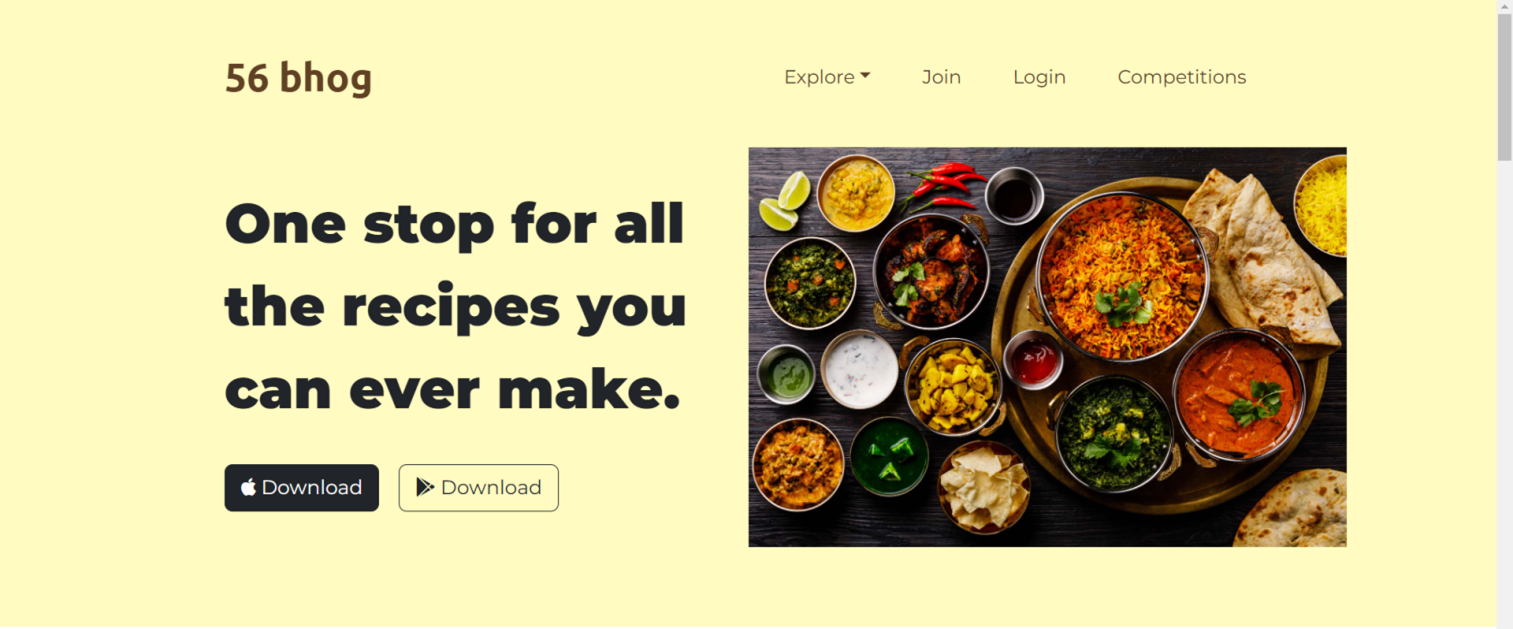 56 bhog
Explore Join Login Competitions
One stop for all
the recipes you
can ever make.
Download Download